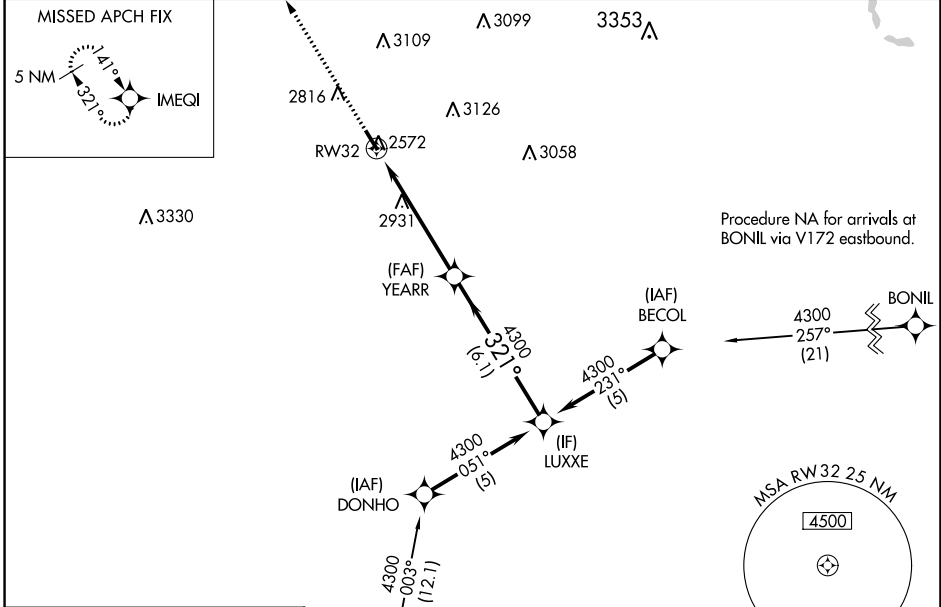 MISSED APCH FIX
5 NM
141°
321°
IMEQI
3109
3099
3353
2816
3126
RW32
2572
3058
3330
2931
Procedure NA for arrivals at
BONIL via V172 eastbound.
(FAF)
YEARR
(IAF)
BECOL
BONIL
4300
257°
(21)
4300
321°
(6.1)
4300
231°
(5)
(IF)
LUXXE
4300
051°
(5)
(IAF)
DONHO
MSA RW32 25 NM
4500
4300
003°
(12.1)